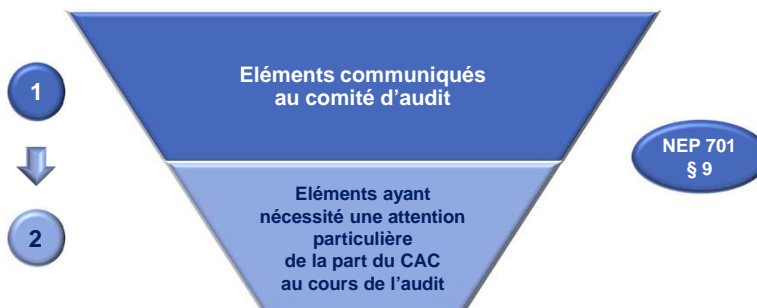 Eléments communiqués
au comité d'audit
1
NEP 701
§ 9
Eléments ayant
nécessité une attention
particulière
de la part du CAC
au cours de l'audit
2